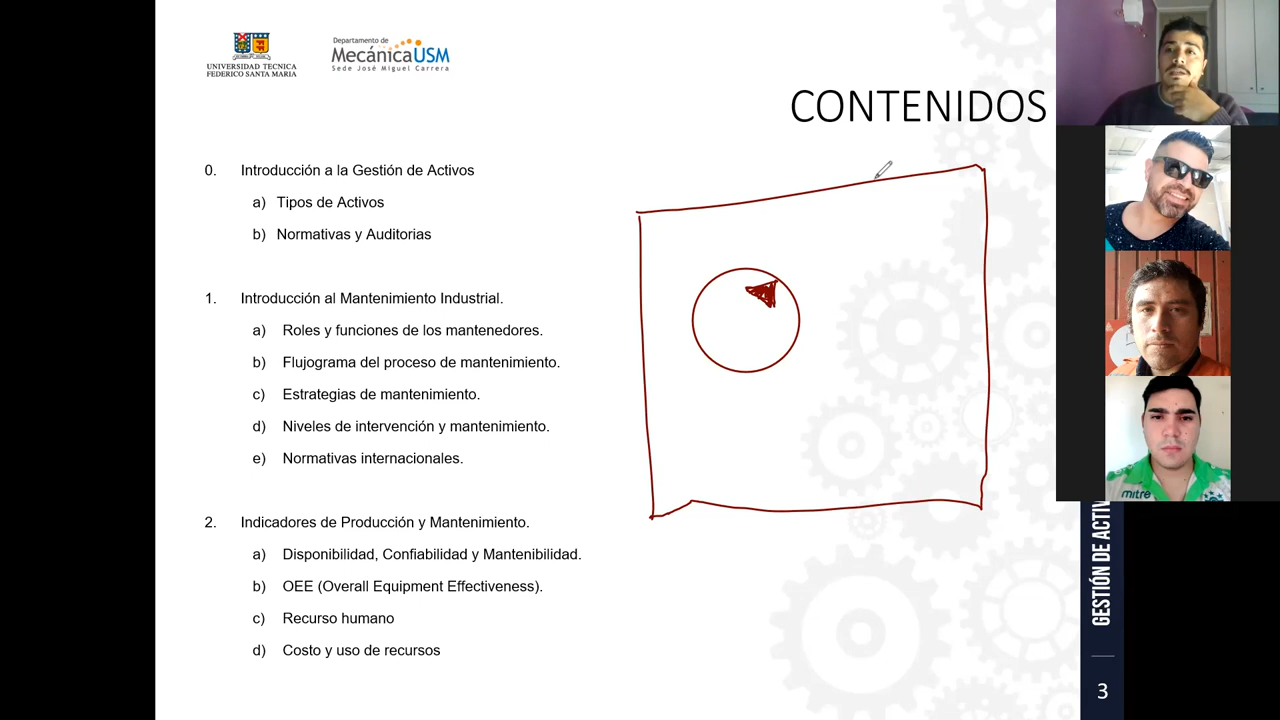 UNIVERSIDAD TECNICA
FEDERICO SANTA MARIA
Departamento de
MecánicaUSM
Sede José Miguel Carrera
CONTENIDOS
0. Introducción a la Gestión de Activos
a) Tipos de Activos
b) Normativas y Auditorias
1. Introducción al Mantenimiento Industrial.
a) Roles y funciones de los mantenedores.
b) Flujograma del proceso de mantenimiento.
c) Estrategias de mantenimiento.
d) Niveles de intervención y mantenimiento.
e) Normativas internacionales.
2. Indicadores de Producción y Mantenimiento.
a) Disponibilidad, Confiabilidad y Mantenibilidad.
b) OEE (Overall Equipment Effectiveness).
c) Recurso humano
d) Costo y uso de recursos
mitre
GESTIÓN DE ACTIV
3